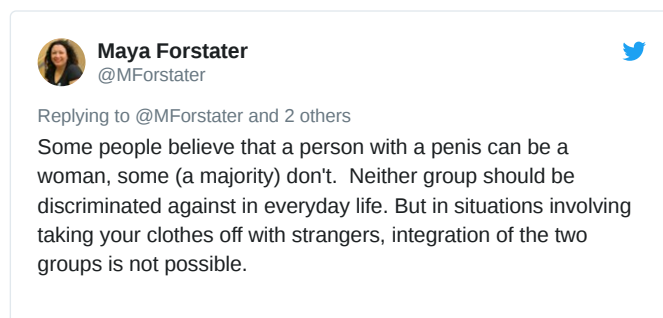 Maya Forstater
@MForstater
Replying to @MForstater and 2 others
Some people believe that a person with a penis can be a
woman, some (a majority) don't.  Neither group should be
discriminated against in everyday life. But in situations involving
taking your clothes off with strangers, integration of the two
groups is not possible.